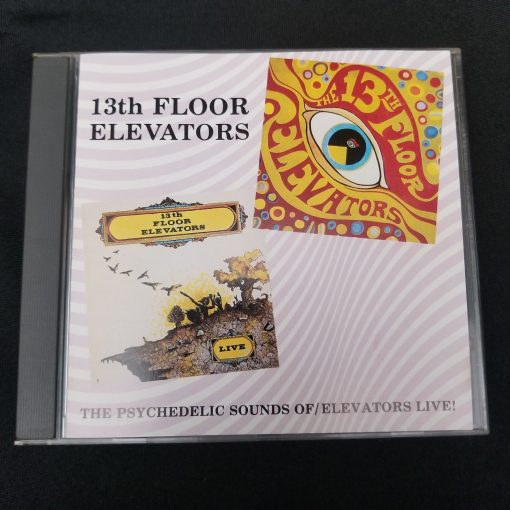 13th FLOOR
ELEVATORS
THE 13TH
FLOOR
ELEVATORS
13th
FLOOR
ELEVATORS
LIVE
THE PSYCHEDELIC SOUNDS OF/ELEVATORS LIVE!